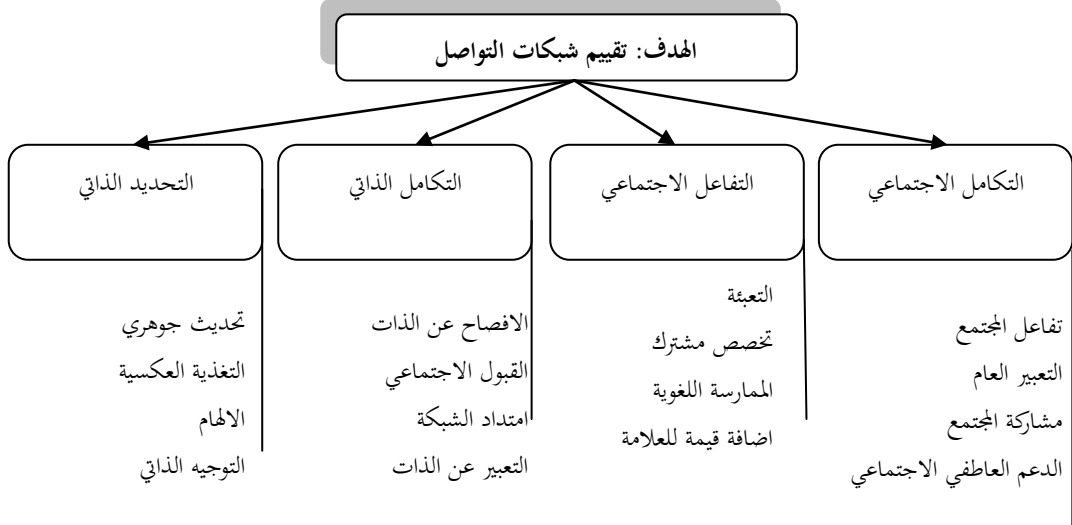 الهدف: تقييم شبكات التواصل
التكامل الاجتماعي
التفاعل الاجتماعي
التكامل الذاتي
التحديد الذاتي
تفاعل المجتمع
التعبير العام
مشاركة المجتمع
الدعم العاطفي الاجتماعي
التعبئة
تخصص مشترك
الممارسة اللغوية
اضافة قيمة للعلامة
الافصاح عن الذات
القبول الاجتماعي
امتداد الشبكة
التعبير عن الذات
تحديث جوهري
التغذية العكسية
الالهام
التوجيه الذاتي